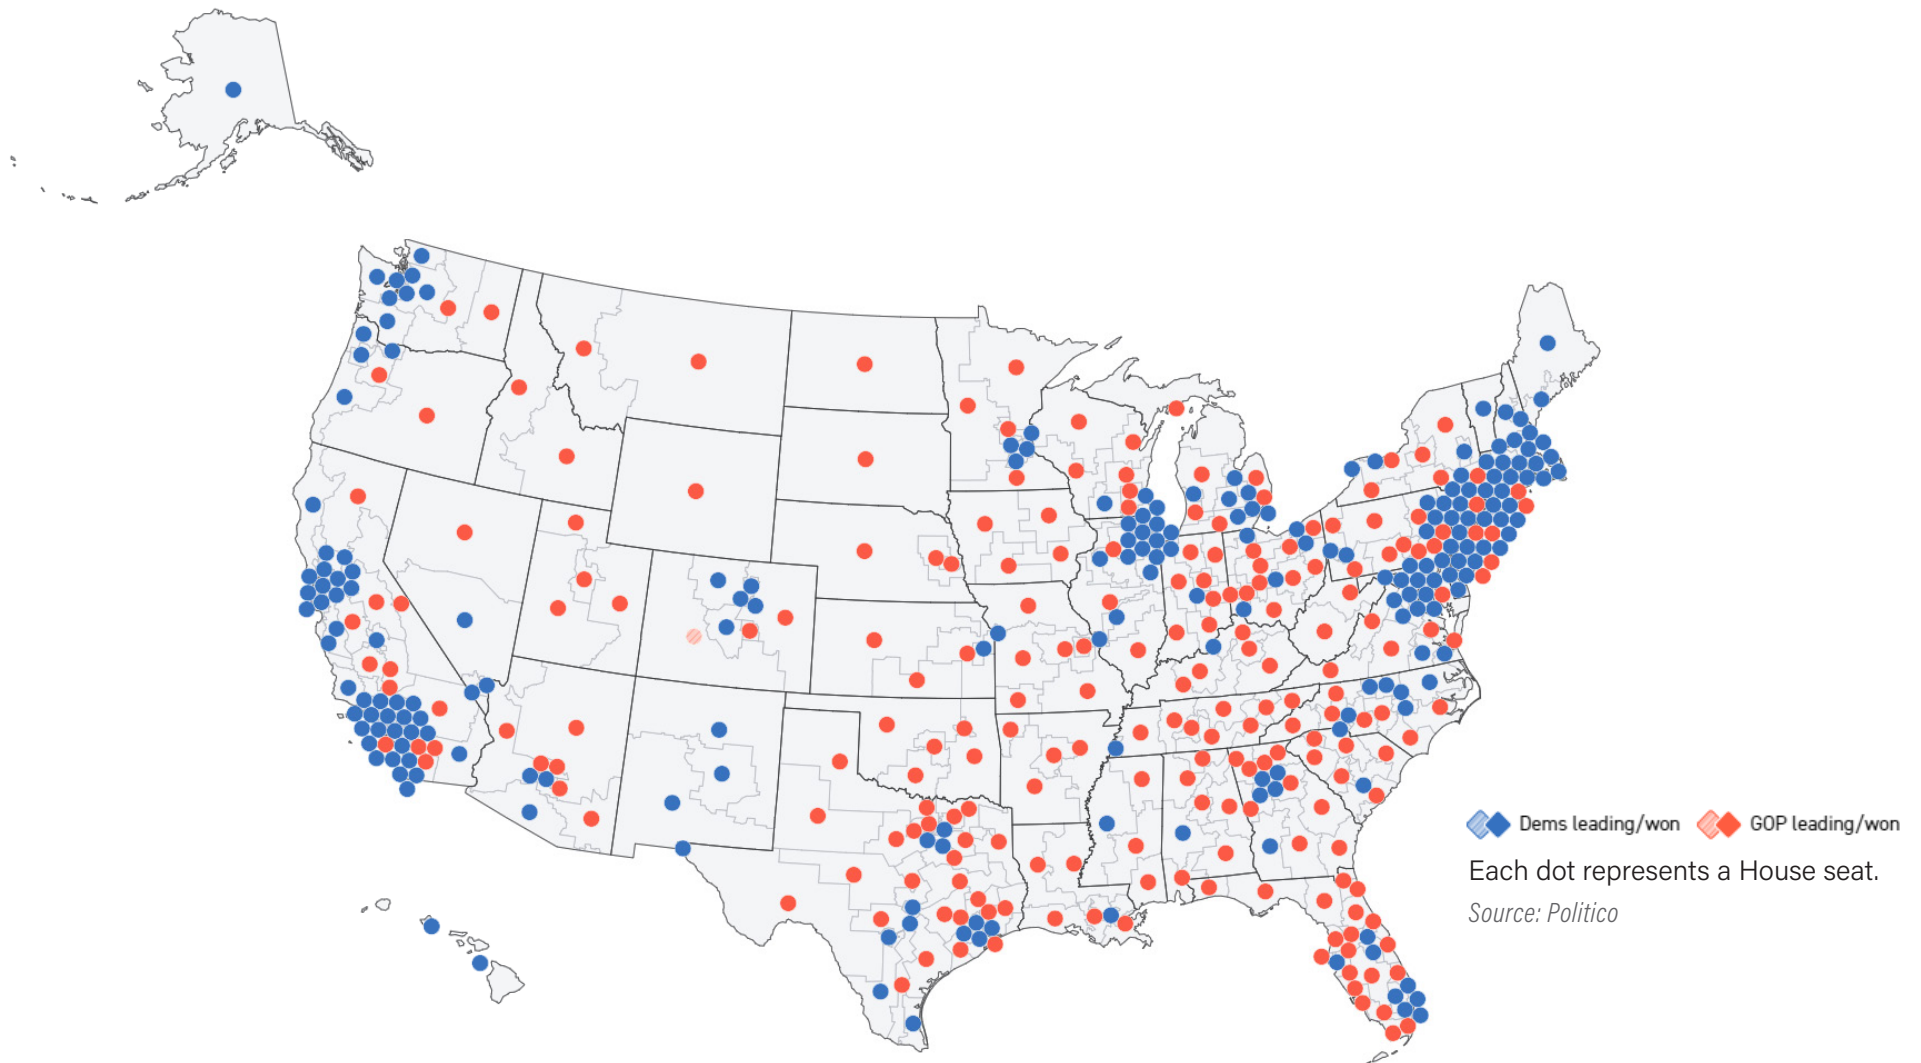 Dems leading/won GOP leading/won
Each dot represents a House seat.
Source: Politico